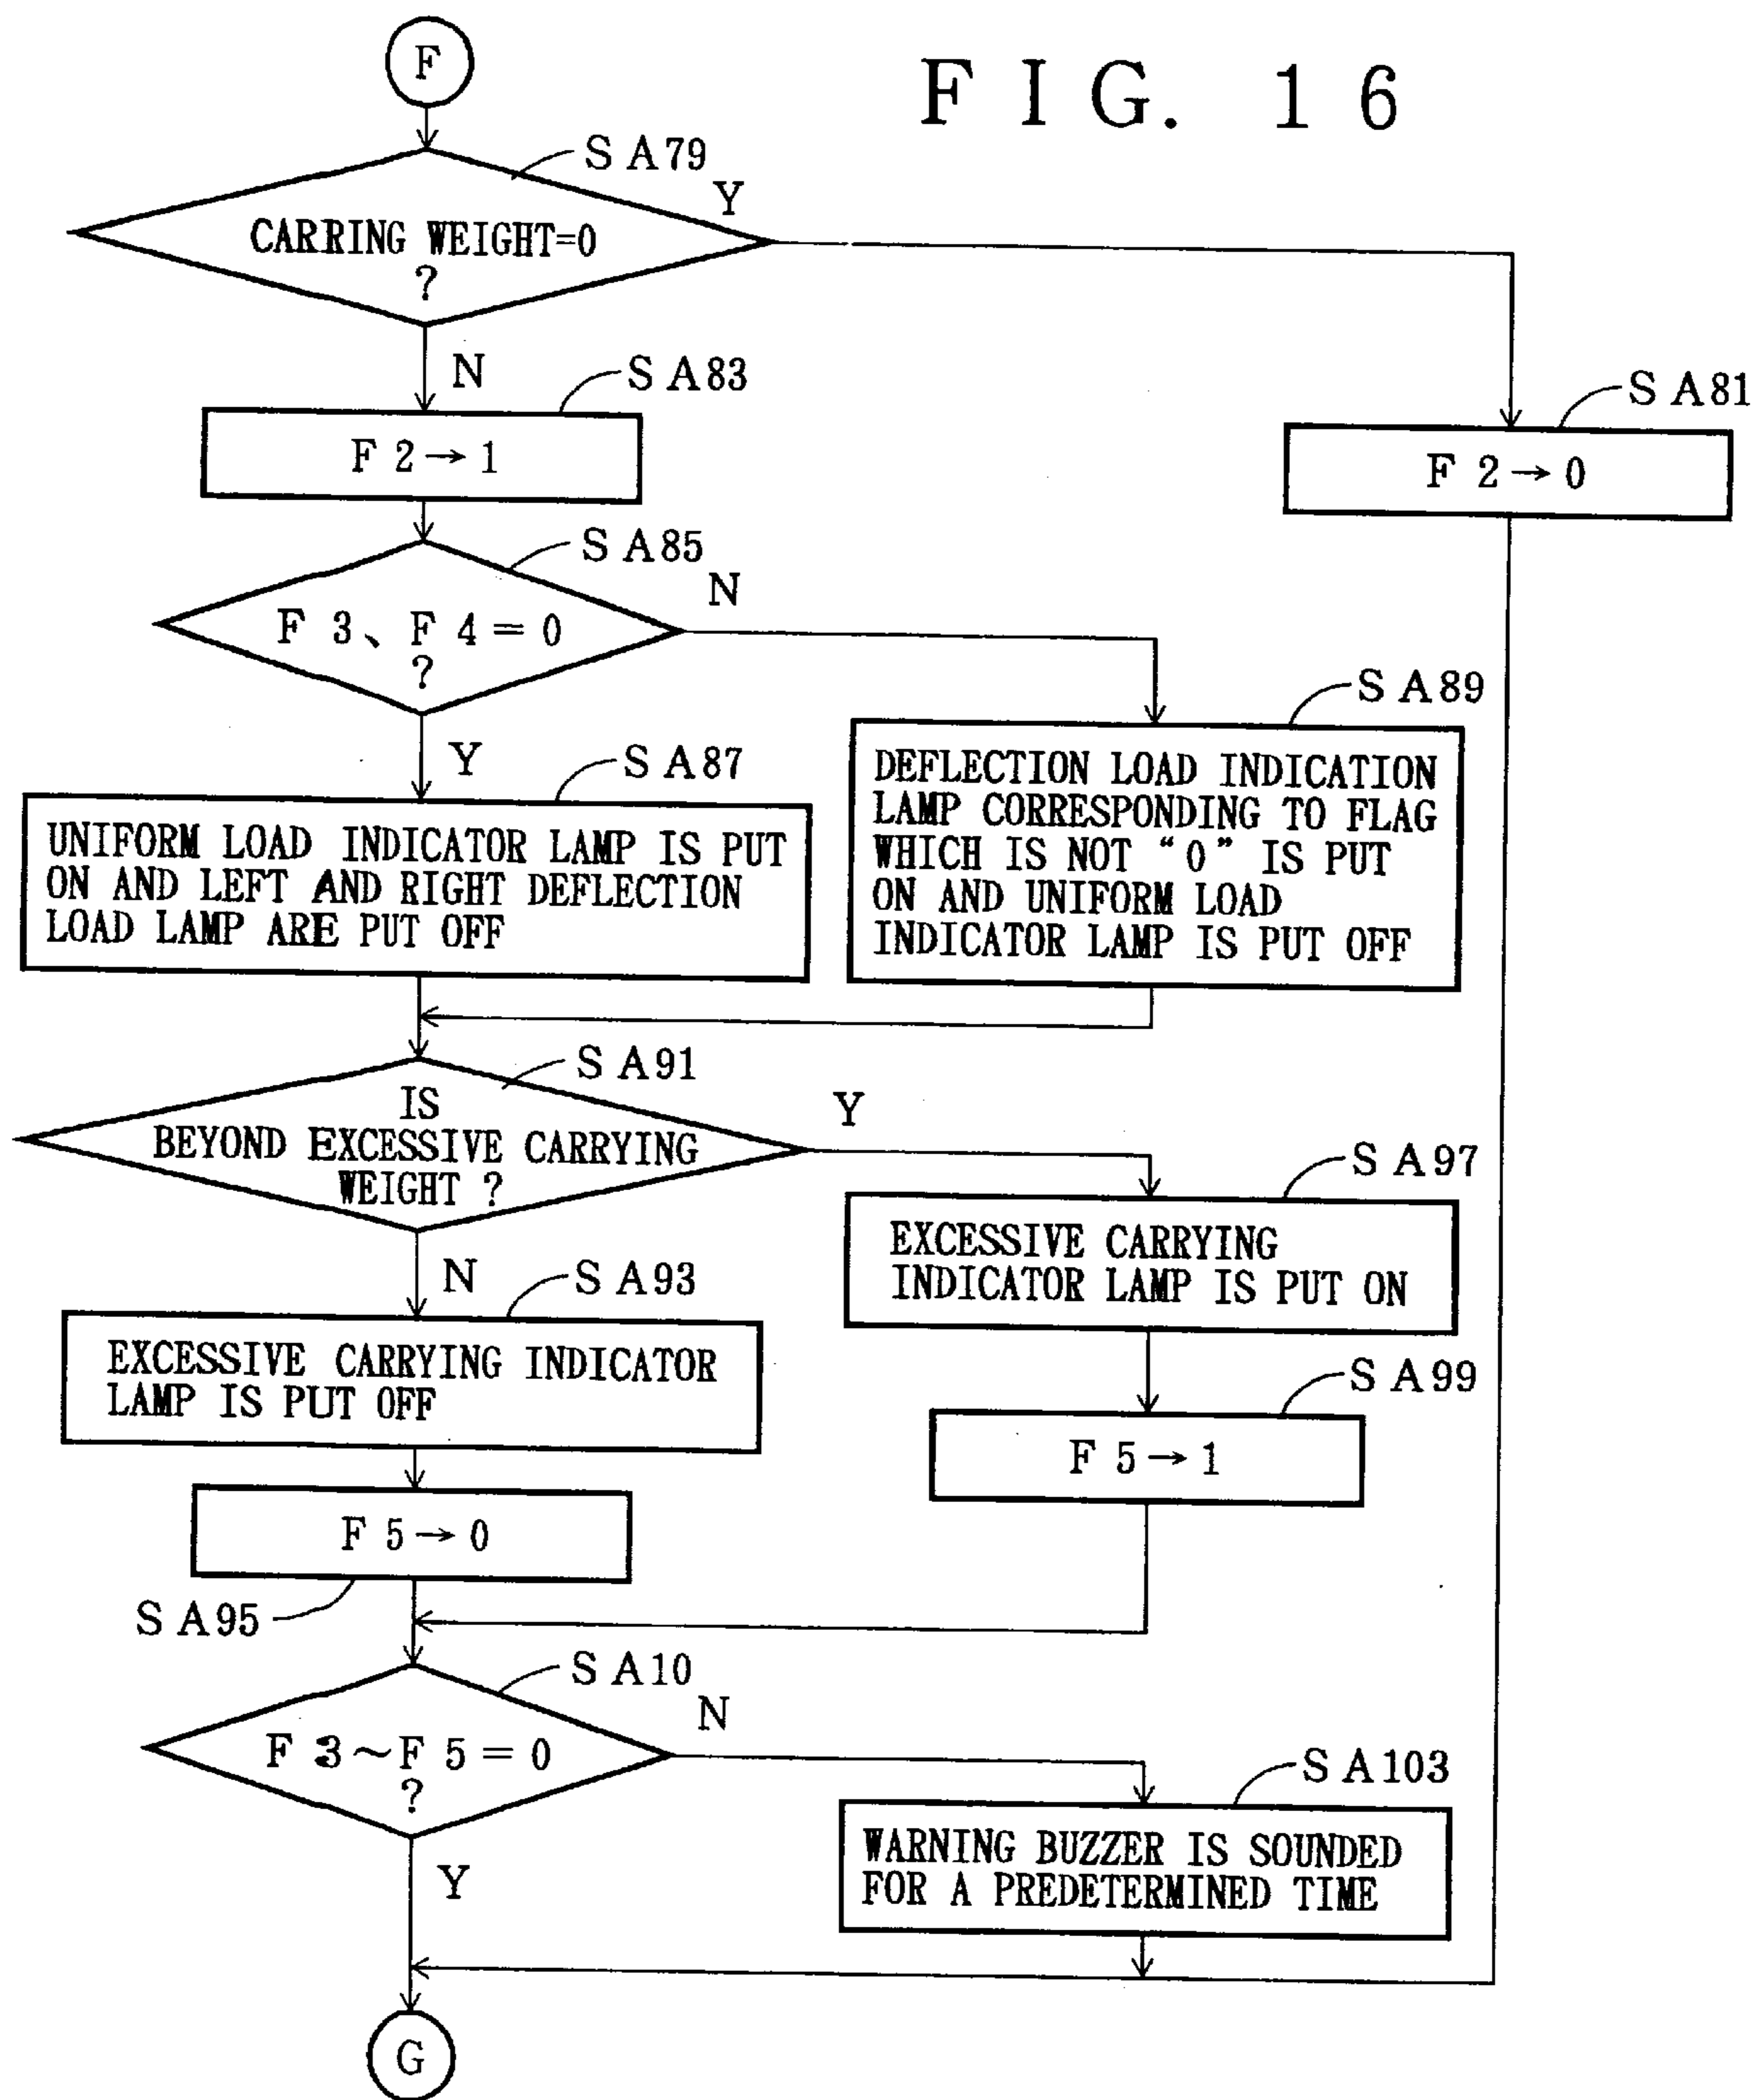 F
F I G. 1 6
S A79
Y
CARRING WEIGHT=0
?
N
S A83
F 2→1
S A81
F 2→0
S A85
N
F 3、F 4=0
?
Y
S A87
UNIFORM LOAD INDICATOR LAMP IS PUT
ON AND LEFT AND RIGHT DEFLECTION
LOAD LAMP ARE PUT OFF
S A89
DEFLECTION LOAD INDICATION
LAMP CORRESPONDING TO FLAG
WHICH IS NOT "0" IS PUT
ON AND UNIFORM LOAD
INDICATOR LAMP IS PUT OFF
S A91
Y
IS
BEYOND EXCESSIVE CARRYING
WEIGHT ?
N
S A93
EXCESSIVE CARRYING INDICATOR
LAMP IS PUT OFF
S A97
EXCESSIVE CARRYING
INDICATOR LAMP IS PUT ON
S A99
F 5→1
F 5→0
S A95
S A10
N
F 3~F 5=0
?
Y
S A103
WARNING BUZZER IS SOUNDED
FOR A PREDETERMINED TIME
G